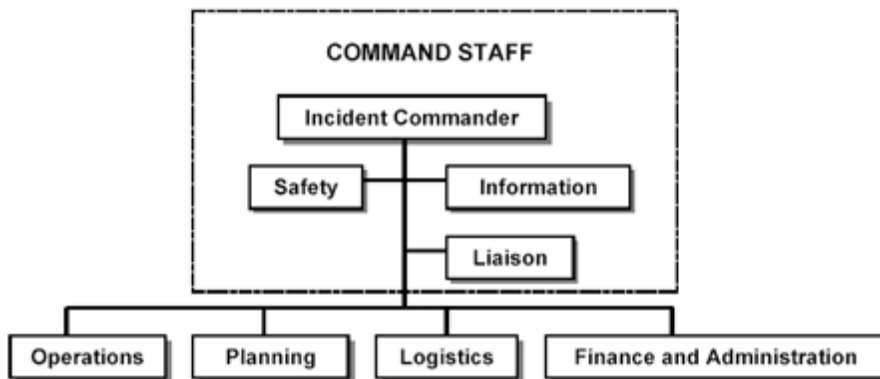 COMMAND STAFF
Incident Commander
Safety
Information
Liaison
Operations
Planning
Logistics
Finance and Administration